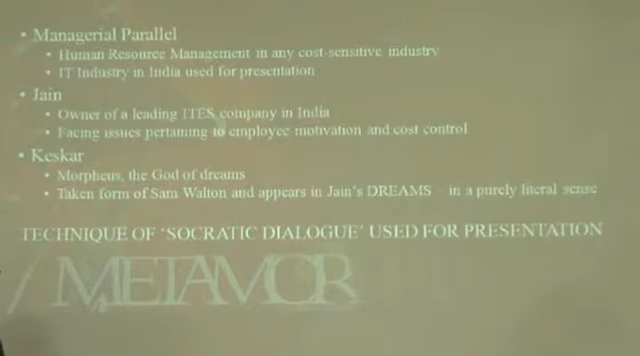 • Managerial Parallel
• Human Resource Management in any cost-sensitive industry
• IT Industry in India used for presentation
• Jain
• Owner of a leading ITES company in India
• Facing issues pertaining to employee motivation and cost control
• Keskar
• Morpheus, the God of dreams
• Taken form of Sam Walton and appears in Jain's DREAMS – in a purely literal sense
TECHNIQUE OF 'SOCRATIC DIALOGUE' USED FOR PRESENTATION
METAMOR